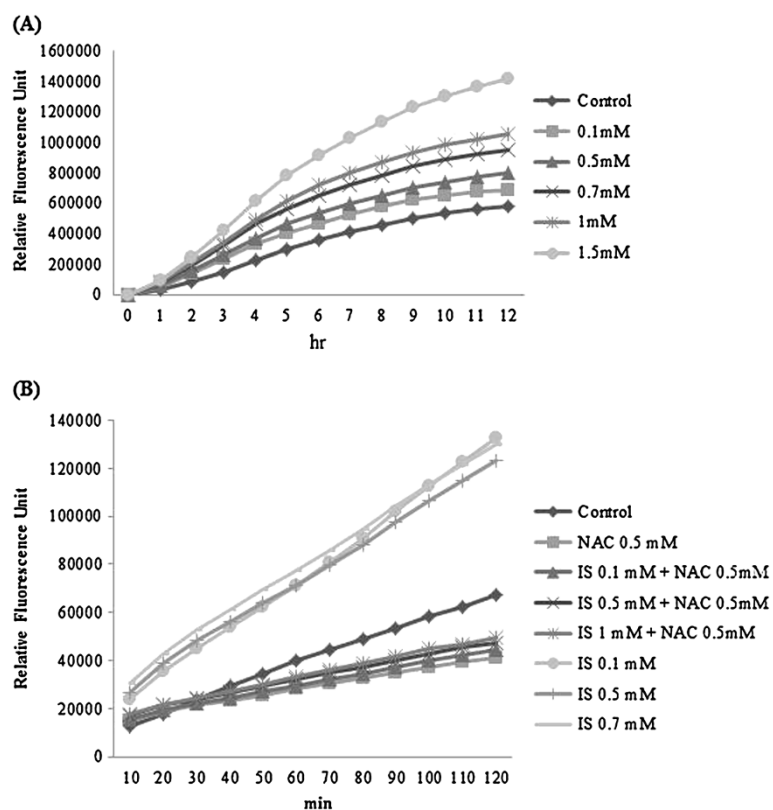 (A)
Relative Fluorescence Unit
1600000
1400000
1200000
1000000
800000
600000
400000
200000
0
0 1 2 3 4 5 6 7 8 9 10 11 12
hr
Control
0.1mM
0.5mM
0.7mM
1mM
1.5mM
(B)
Relative Fluorescence Unit
140000
120000
100000
80000
60000
40000
20000
0
10 20 30 40 50 60 70 80 90 100 110 120
min
Control
NAC 0.5 mM
IS 0.1 mM + NAC 0.5mM
IS 0.5 mM + NAC 0.5mM
IS 1 mM + NAC 0.5mM
IS 0.1 mM
IS 0.5 mM
IS 0.7 mM